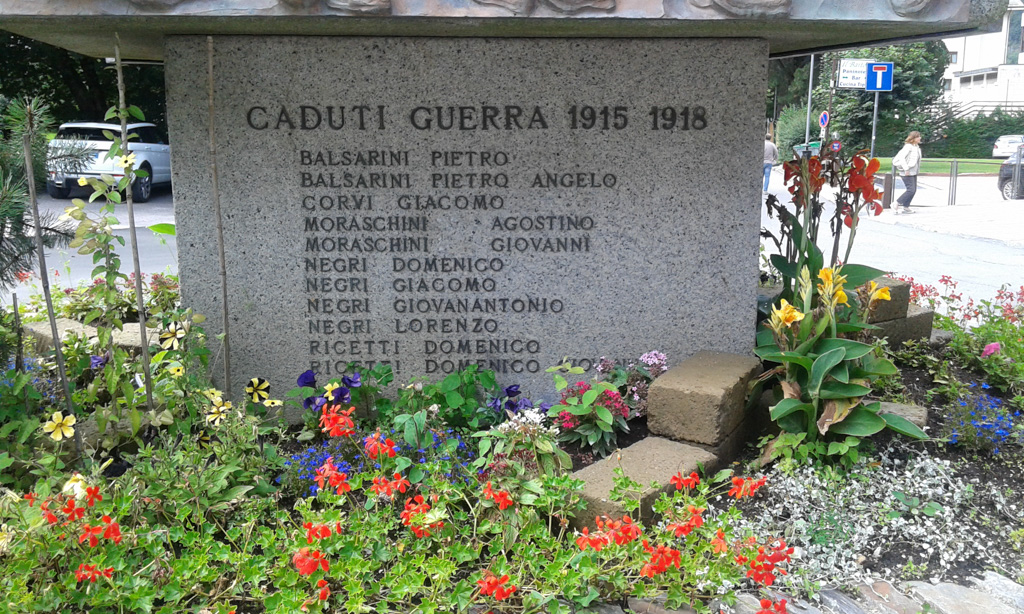 CADUTI GUERRA 1915 1918
BALSARINI PIETRO
BALSARINI PIETRO ANGELO
CORVI GIACOMO
MORASCHINI AGOSTINO
MORASCHINI GIOVANNI
NEGRI DOMENICO
NEGRI GIACOMO
NEGRI GIOVANANTONIO
NEGRI LORENZO
RICETTI DOMENICO
RICETTI DOMENICO
Bar